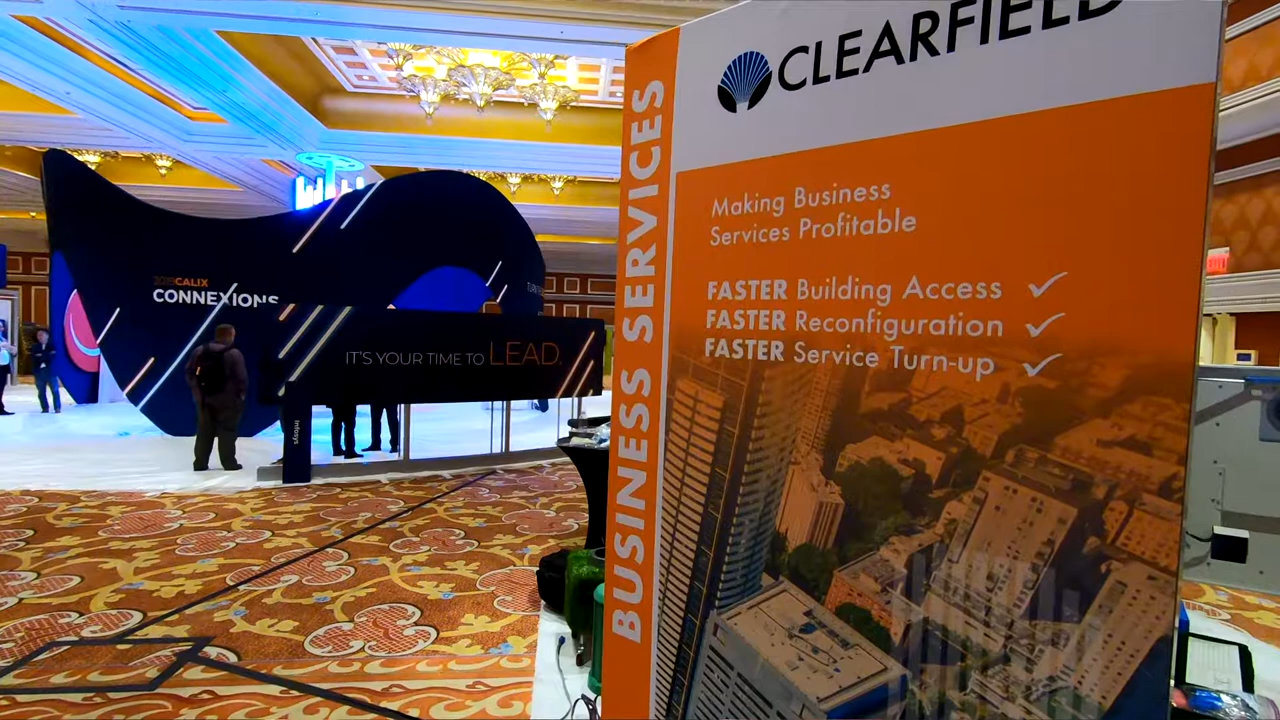 CLEARFIELD
BUSINESS SERVICES
Making Business
Services Profitable
FASTER Building Access
FASTER Reconfiguration
FASTER Service Turn-up
CALIX
CONNEXIONS
IT'S YOUR TIME TO LEAD.
Infosys